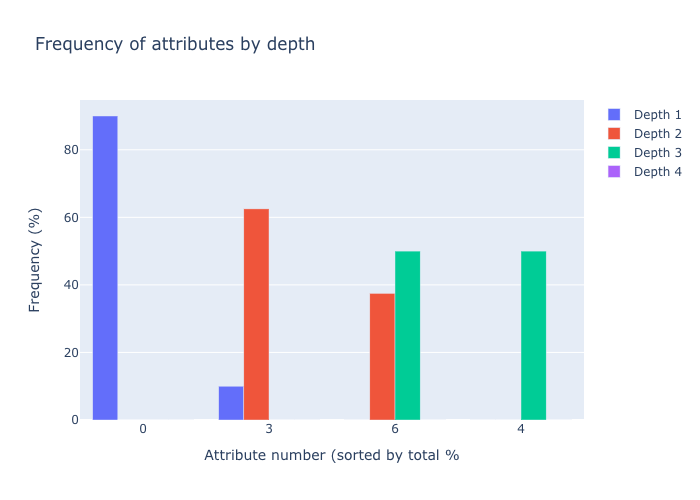 Frequency of attributes by depth
Depth 1
Depth 2
Depth 3
Depth 4
Frequency (%)
80
60
40
20
0
0 3 6 4
Attribute number (sorted by total %